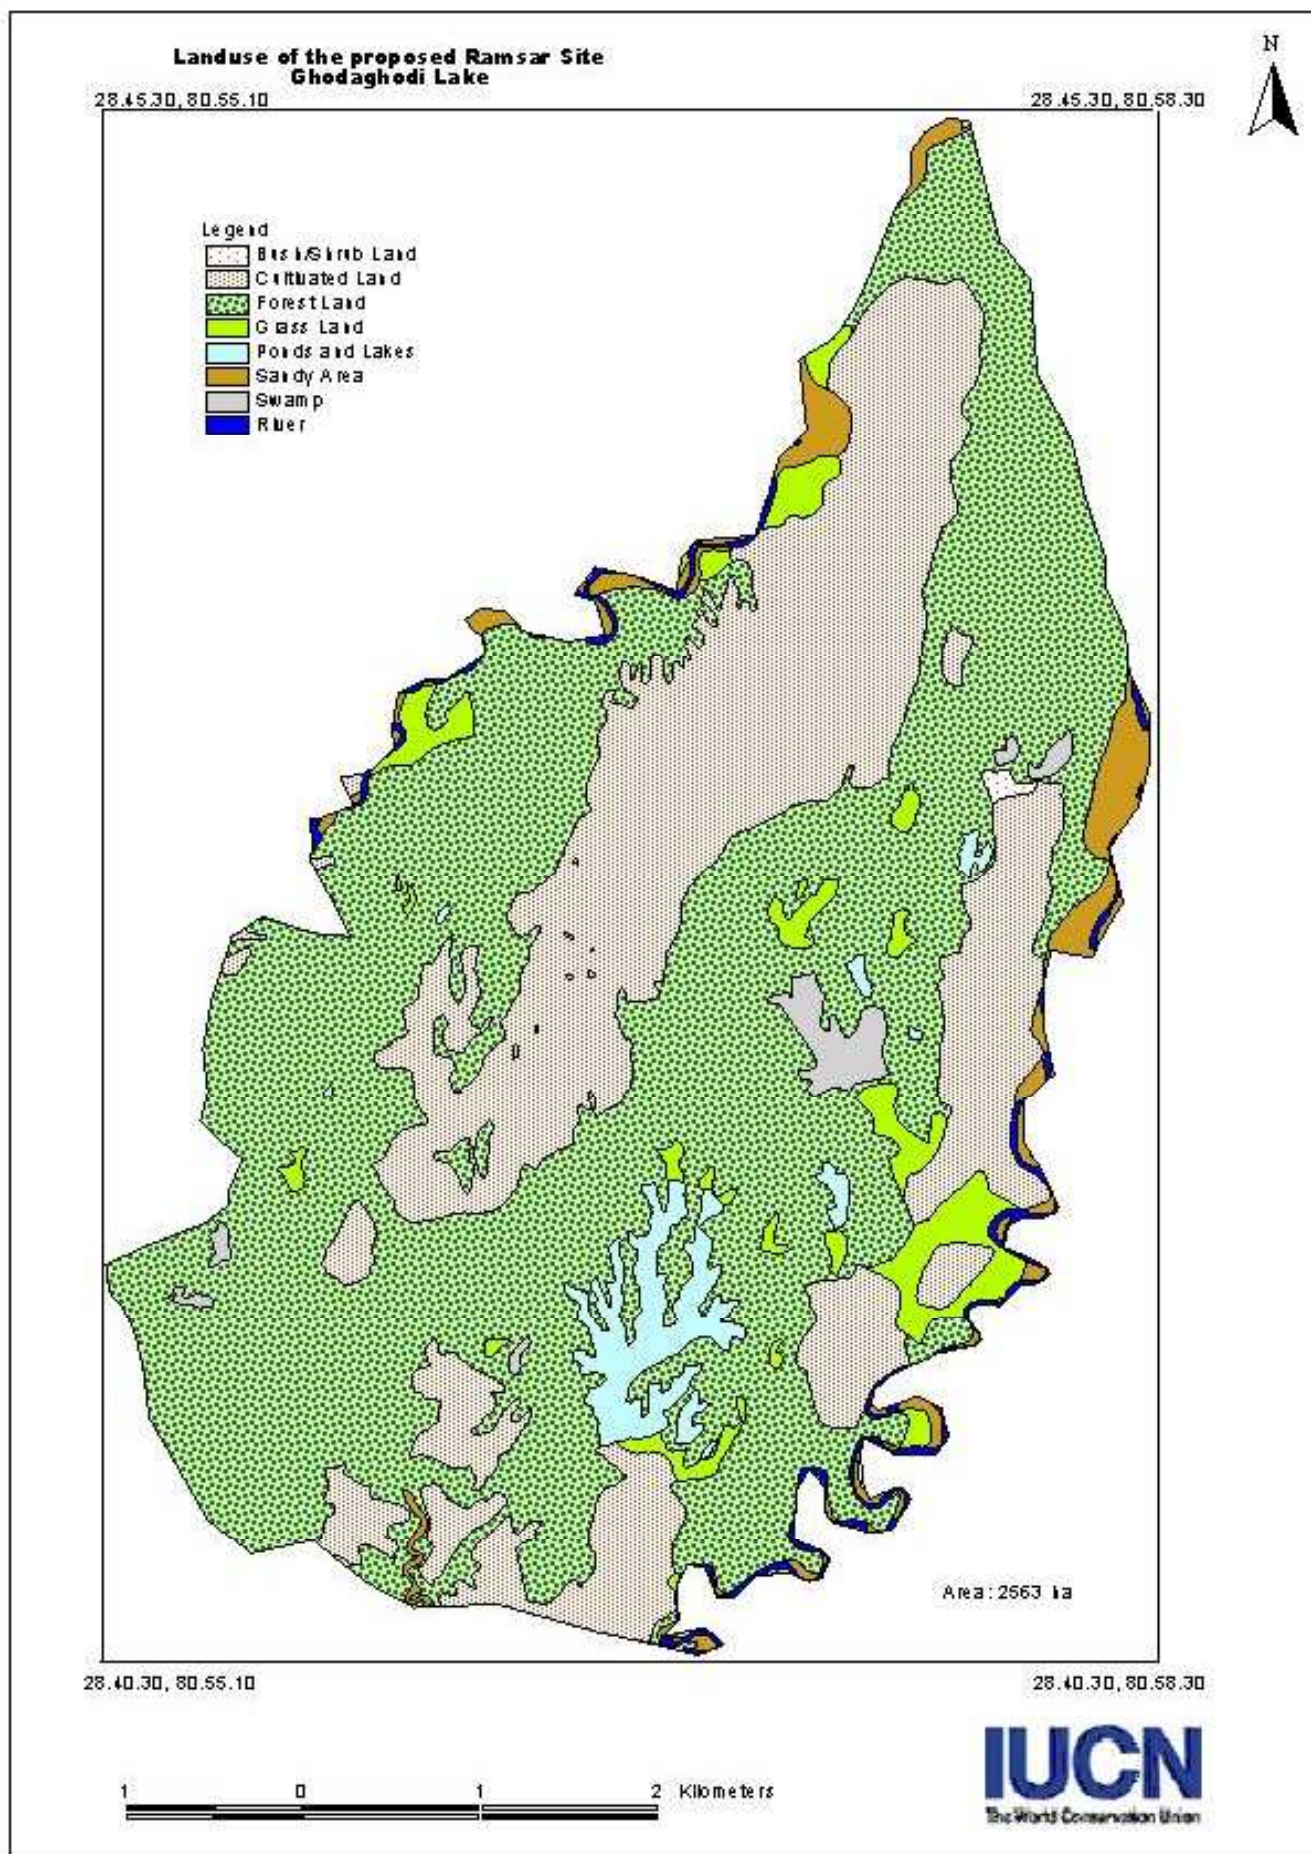 Landuse of the proposed Ramsar Site
Ghodaghodi Lake
N
28.45.30, 80.55.10
28.45.30, 80.58.30
Legend
Bush/Shrub Land
Cultivated Land
Forest Land
Grass Land
Ponds and Lakes
Sandy Area
Swamp
River
Area: 2563 ha
28.40.30, 80.55.10
28.40.30, 80.58.30
1 0 1 2 Kilometers
IUCN
The World Conservation Union